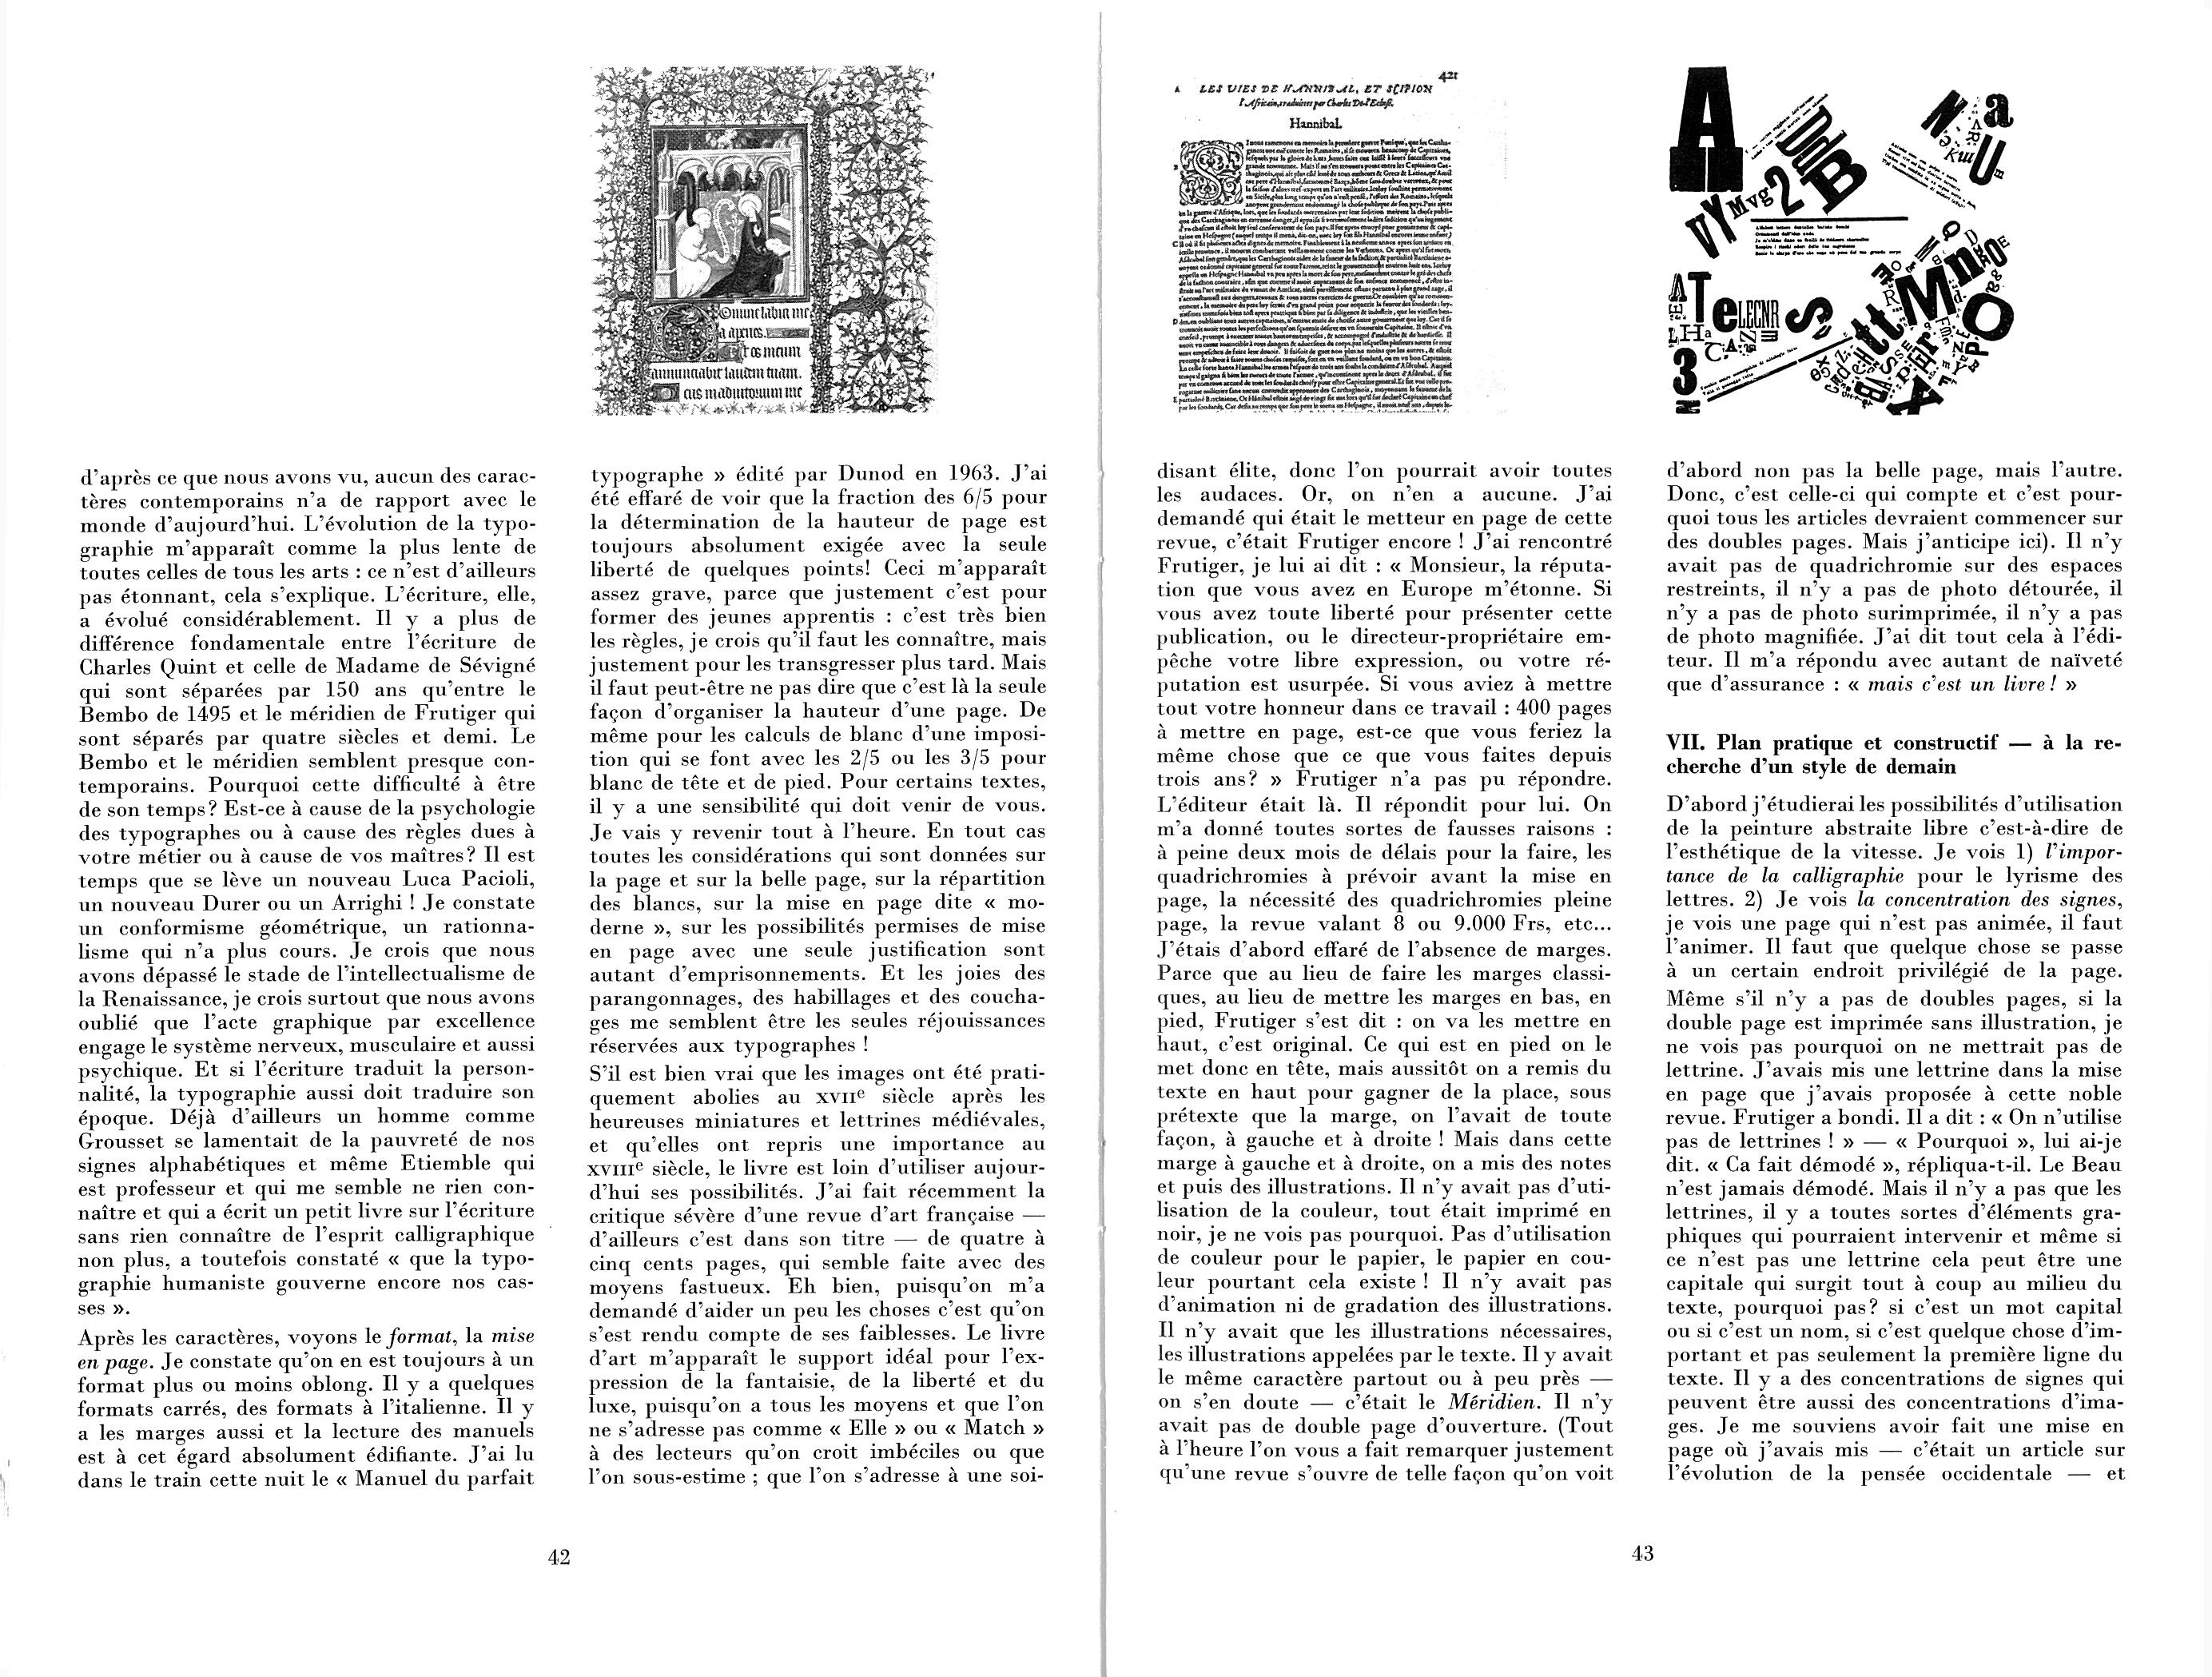 Domine labia me
a aperies.
Et os meum
annunciabit laudem tuam.
Deus in adiutorium me
d'après ce que nous avons vu, aucun des carac-
tères contemporains n'a de rapport avec le
monde d'aujourd'hui. L'évolution de la typo-
graphie m'apparaît comme la plus lente de
toutes celles de tous les arts : ce n'est d'ailleurs
pas étonnant, cela s'explique. L'écriture, elle,
a évolué considérablement. Il y a plus de
différence fondamentale entre l'écriture de
Charles Quint et celle de Madame de Sévigné
qui sont séparées par 150 ans qu'entre le
Bembo de 1495 et le méridien de Frutiger qui
sont séparés par quatre siècles et demi. Le
Bembo et le méridien semblent presque con-
temporains. Pourquoi cette difficulté à être
de son temps? Est-ce à cause de la psychologie
des typographes ou à cause des règles dues à
votre métier ou à cause de vos maîtres? Il est
temps que se lève un nouveau Luca Pacioli,
un nouveau Durer ou un Arrighi ! Je constate
un conformisme géométrique, un rationna-
lisme qui n'a plus cours. Je crois que nous
avons dépassé le stade de l'intellectualisme de
la Renaissance, je crois surtout que nous avons
oublié que l'acte graphique par excellence
engage le système nerveux, musculaire et aussi
psychique. Et si l'écriture traduit la person-
nalité, la typographie aussi doit traduire son
époque. Déjà d'ailleurs un homme comme
Grousset se lamentait de la pauvreté de nos
signes alphabétiques et même Etiemble qui
est professeur et qui me semble ne rien con-
naître et qui a écrit un petit livre sur l'écriture
sans rien connaître de l'esprit calligraphique
non plus, a toutefois constaté « que la typo-
graphie humaniste gouverne encore nos cas-
ses ».
Après les caractères, voyons le format, la mise
en page. Je constate qu'on en est toujours à un
format plus ou moins oblong. Il y a quelques
formats carrés, des formats à l'italienne. Il y
a les marges aussi et la lecture des manuels
est à cet égard absolument édifiante. J'ai lu
dans le train cette nuit le « Manuel du parfait
typographe » édité par Dunod en 1963. J'ai
été effaré de voir que la fraction des 6/5 pour
la détermination de la hauteur de page est
toujours absolument exigée avec la seule
liberté de quelques points! Ceci m'apparaît
assez grave, parce que justement c'est pour
former des jeunes apprentis : c'est très bien
les règles, je crois qu'il faut les connaître, mais
justement pour les transgresser plus tard. Mais
il faut peut-être ne pas dire que c'est là la seule
façon d'organiser la hauteur d'une page. De
même pour les calculs de blanc d'une imposi-
tion qui se font avec les 2/5 ou les 3/5 pour
blanc de tête et de pied. Pour certains textes,
il y a une sensibilité qui doit venir de vous.
Je vais y revenir tout à l'heure. En tout cas
toutes les considérations qui sont données sur
la page et sur la belle page, sur la répartition
des blancs, sur la mise en page dite « mo-
derne », sur les possibilités permises de mise
en page avec une seule justification sont
autant d'emprisonnements. Et les joies des
parangonnages, des habillages et des coucha-
ges me semblent être les seules réjouissances
réservées aux typographes !
S'il est bien vrai que les images ont été prati-
quement abolies au XVIIe siècle après les
heureuses miniatures et lettrines médiévales,
et qu'elles ont repris une importance au
XVIIIe siècle, le livre est loin d'utiliser aujour-
d'hui ses possibilités. J'ai fait récemment la
critique sévère d'une revue d'art française —
d'ailleurs c'est dans son titre — de quatre à
cinq cents pages, qui semble faite avec des
moyens fastueux. Eh bien, puisqu'on m'a
demandé d'aider un peu les choses c'est qu'on
s'est rendu compte de ses faiblesses. Le livre
d'art m'apparaît le support idéal pour l'ex-
pression de la fantaisie, de la liberté et du
luxe, puisqu'on a tous les moyens et que l'on
ne s'adresse pas comme « Elle » ou « Match »
à des lecteurs qu'on croit imbéciles ou que
l'on sous-estime ; que l'on s'adresse à une soi-
42
421
A LES VIES DE HANNIBAL, ET SCIPION
l'Africain, traduittes par Charles De-l'Ecluse.
Hannibal.
disant élite, donc l'on pourrait avoir toutes
les audaces. Or, on n'en a aucune. J'ai
demandé qui était le metteur en page de cette
revue, c'était Frutiger encore ! J'ai rencontré
Frutiger, je lui ai dit : « Monsieur, la réputa-
tion que vous avez en Europe m'étonne. Si
vous avez toute liberté pour présenter cette
publication, ou le directeur-propriétaire em-
pêche votre libre expression, ou votre ré-
putation est usurpée. Si vous aviez à mettre
tout votre honneur dans ce travail : 400 pages
à mettre en page, est-ce que vous feriez la
même chose que ce que vous faites depuis
trois ans? » Frutiger n'a pas pu répondre.
L'éditeur était là. Il répondit pour lui. On
m'a donné toutes sortes de fausses raisons :
à peine deux mois de délais pour la faire, les
quadrichromies à prévoir avant la mise en
page, la nécessité des quadrichromies pleine
page, la revue valant 8 ou 9.000 Frs, etc...
J'étais d'abord effaré de l'absence de marges.
Parce que au lieu de faire les marges classi-
ques, au lieu de mettre les marges en bas, en
pied, Frutiger s'est dit : on va les mettre en
haut, c'est original. Ce qui est en pied on le
met donc en tête, mais aussitôt on a remis du
texte en haut pour gagner de la place, sous
prétexte que la marge, on l'avait de toute
façon, à gauche et à droite ! Mais dans cette
marge à gauche et à droite, on a mis des notes
et puis des illustrations. Il n'y avait pas d'uti-
lisation de la couleur, tout était imprimé en
noir, je ne vois pas pourquoi. Pas d'utilisation
de couleur pour le papier, le papier en cou-
leur pourtant cela existe ! Il n'y avait pas
d'animation ni de gradation des illustrations.
Il n'y avait que les illustrations nécessaires,
les illustrations appelées par le texte. Il y avait
le même caractère partout ou à peu près —
on s'en doute — c'était le Méridien. Il n'y
avait pas de double page d'ouverture. (Tout
à l'heure l'on vous a fait remarquer justement
qu'une revue s'ouvre de telle façon qu'on voit
d'abord non pas la belle page, mais l'autre.
Donc, c'est celle-ci qui compte et c'est pour-
quoi tous les articles devraient commencer sur
des doubles pages. Mais j'anticipe ici). Il n'y
avait pas de quadrichromie sur des espaces
restreints, il n'y a pas de photo détourée, il
n'y a pas de photo surimprimée, il n'y a pas
de photo magnifiée. J'ai dit tout cela à l'édi-
teur. Il m'a répondu avec autant de naïveté
que d'assurance : « mais c'est un livre ! »
VII. Plan pratique et constructif — à la re-
cherche d'un style de demain
D'abord j'étudierai les possibilités d'utilisation
de la peinture abstraite libre c'est-à-dire de
l'esthétique de la vitesse. Je vois 1) l'impor-
tance de la calligraphie pour le lyrisme des
lettres. 2) Je vois la concentration des signes,
je vois une page qui n'est pas animée, il faut
l'animer. Il faut que quelque chose se passe
à un certain endroit privilégié de la page.
Même s'il n'y a pas de doubles pages, si la
double page est imprimée sans illustration, je
ne vois pas pourquoi on ne mettrait pas de
lettrine. J'avais mis une lettrine dans la mise
en page que j'avais proposée à cette noble
revue. Frutiger a bondi. Il a dit : « On n'utilise
pas de lettrines ! » — « Pourquoi », lui ai-je
dit. « Ca fait démodé », répliqua-t-il. Le Beau
n'est jamais démodé. Mais il n'y a pas que les
lettrines, il y a toutes sortes d'éléments gra-
phiques qui pourraient intervenir et même si
ce n'est pas une lettrine cela peut être une
capitale qui surgit tout à coup au milieu du
texte, pourquoi pas? si c'est un mot capital
ou si c'est un nom, si c'est quelque chose d'im-
portant et pas seulement la première ligne du
texte. Il y a des concentrations de signes qui
peuvent être aussi des concentrations d'ima-
ges. Je me souviens avoir fait une mise en
page où j'avais mis — c'était un article sur
l'évolution de la pensée occidentale — et
43